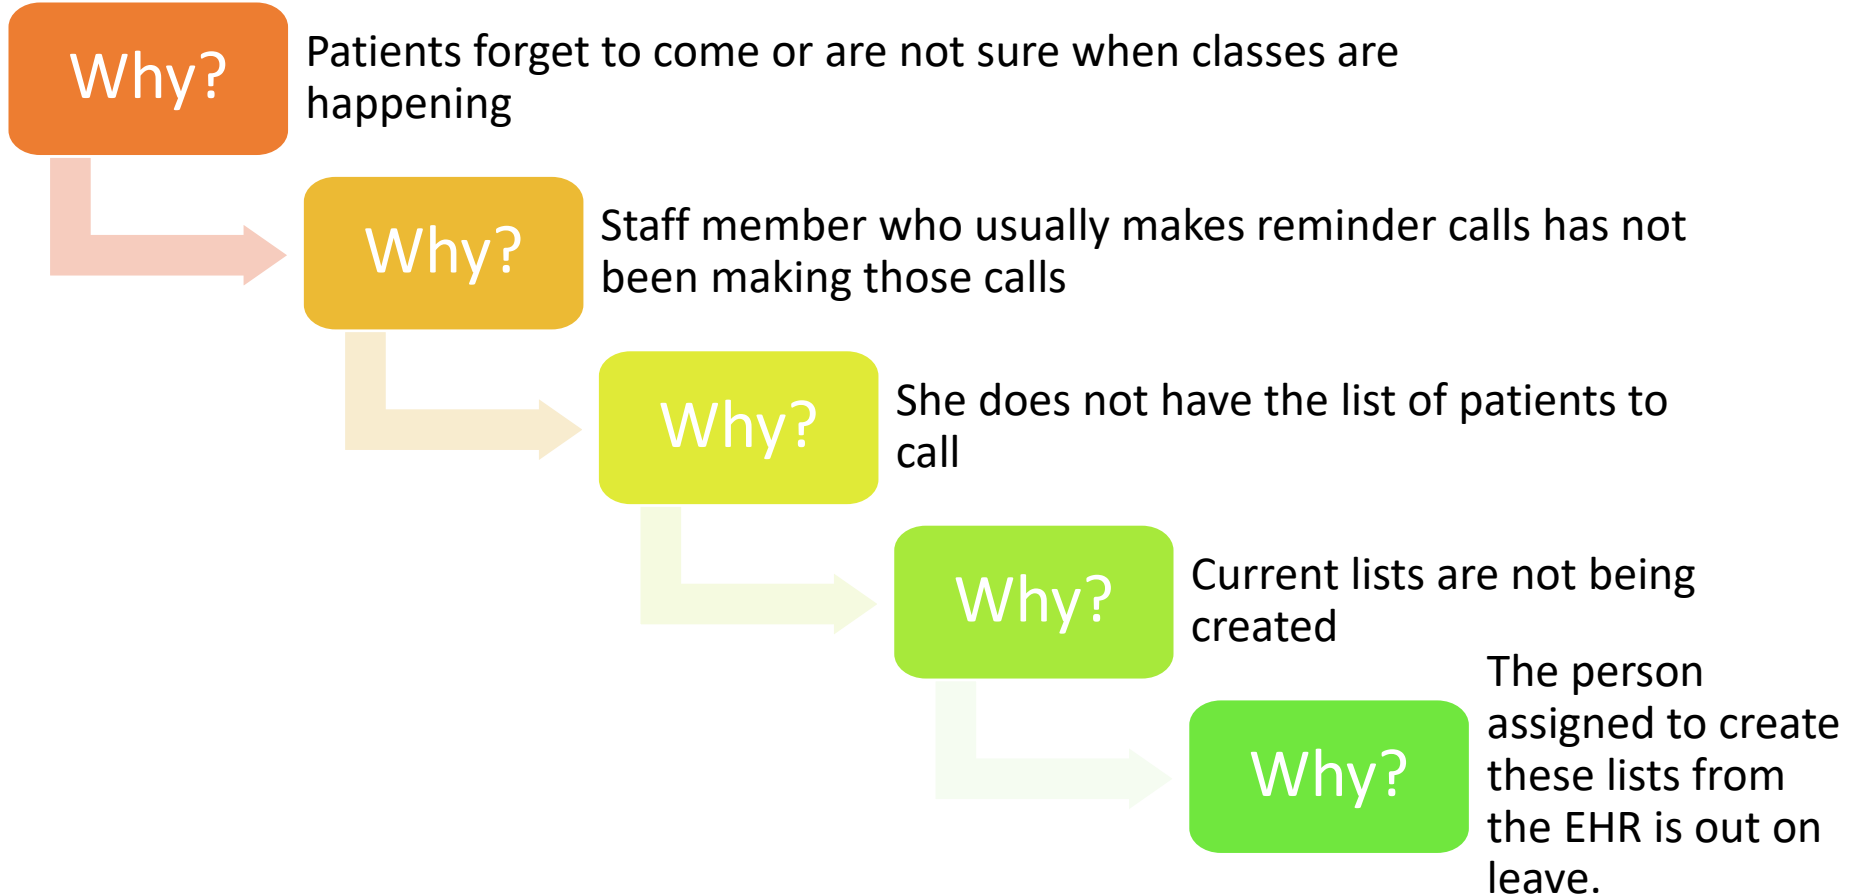 Why?
Patients forget to come or are not sure when classes are
happening
Why?
Staff member who usually makes reminder calls has not
been making those calls
Why?
She does not have the list of patients to
call
Why?
Current lists are not being
created
Why?
The person
assigned to create
these lists from
the EHR is out on
leave.